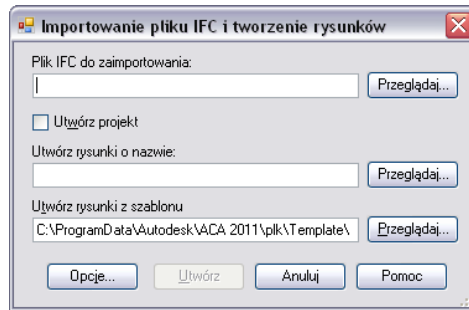 Importowanie pliku IFC i tworzenie rysunków
Plik IFC do zaimportowania:
Przeglądaj...
Utwórz projekt
Utwórz rysunki o nazwie:
Przeglądaj...
Utwórz rysunki z szablonu
C:\ProgramData\Autodesk\ACA 2011\plk\Template\
Przeglądaj...
Opcje... Utwórz Anuluj Pomoc